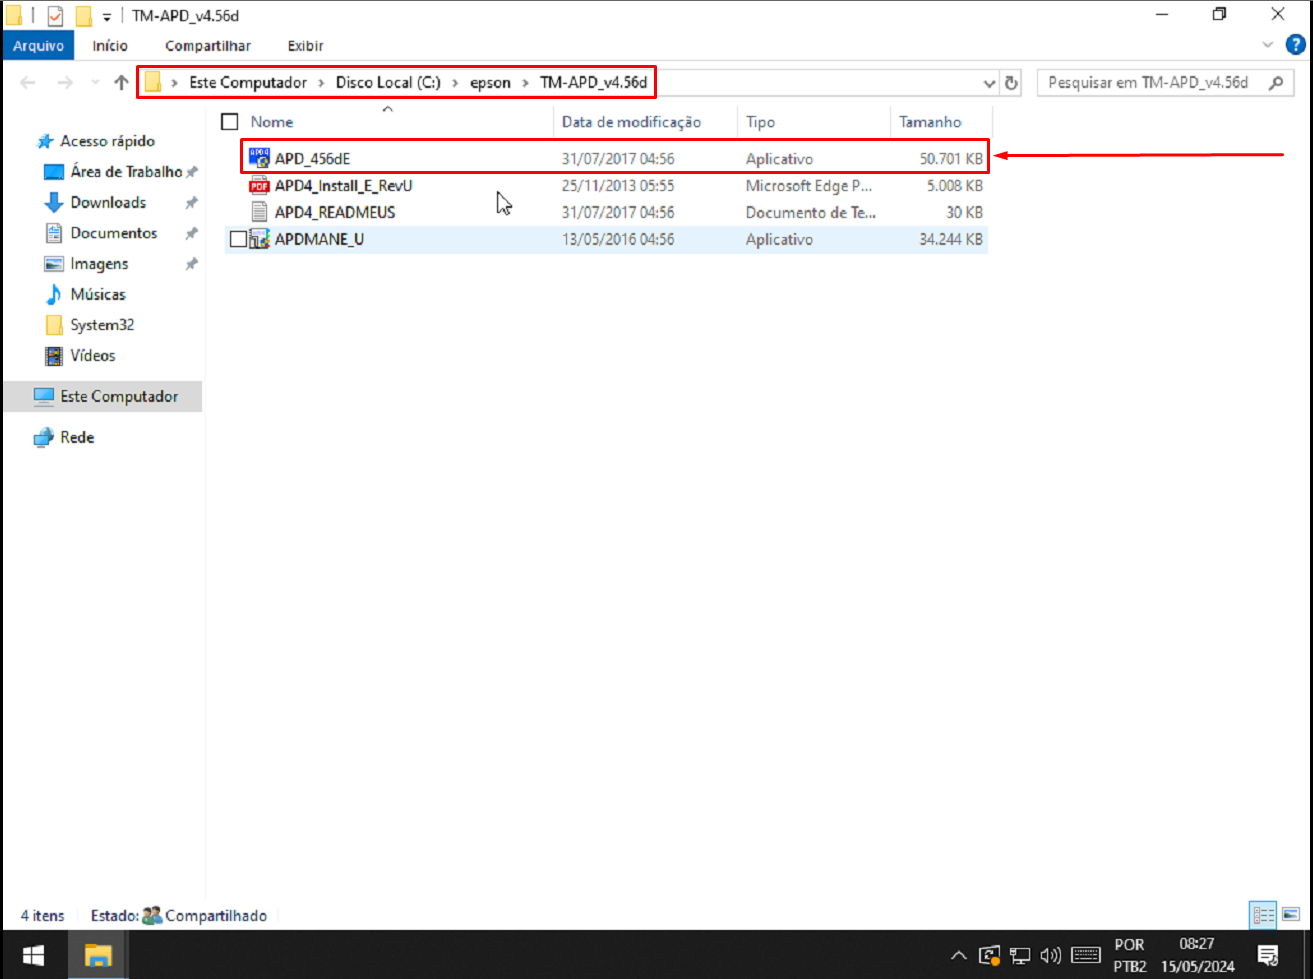 TM-APD_v4.56d
Arquivo Início Compartilhar Exibir
Este Computador > Disco Local (C:) > epson > TM-APD_v4.56d
Pesquisar em TM-APD_v4.56d
Nome Data de modificação Tipo Tamanho
APD_456dE 31/07/2017 04:56 Aplicativo 50.701 KB
APD4_Install_E_RevU 25/11/2013 05:55 Microsoft Edge P... 5.008 KB
APD4_READMEUS 31/07/2017 04:56 Documento de Te... 30 KB
APDMANE_U 13/05/2016 04:56 Aplicativo 34.244 KB
Acesso rápido
Área de Trabalho
Downloads
Documentos
Imagens
Músicas
System32
Vídeos
Este Computador
Rede
4 itens Estado: Compartilhado
POR 08:27
PTB2 15/05/2024